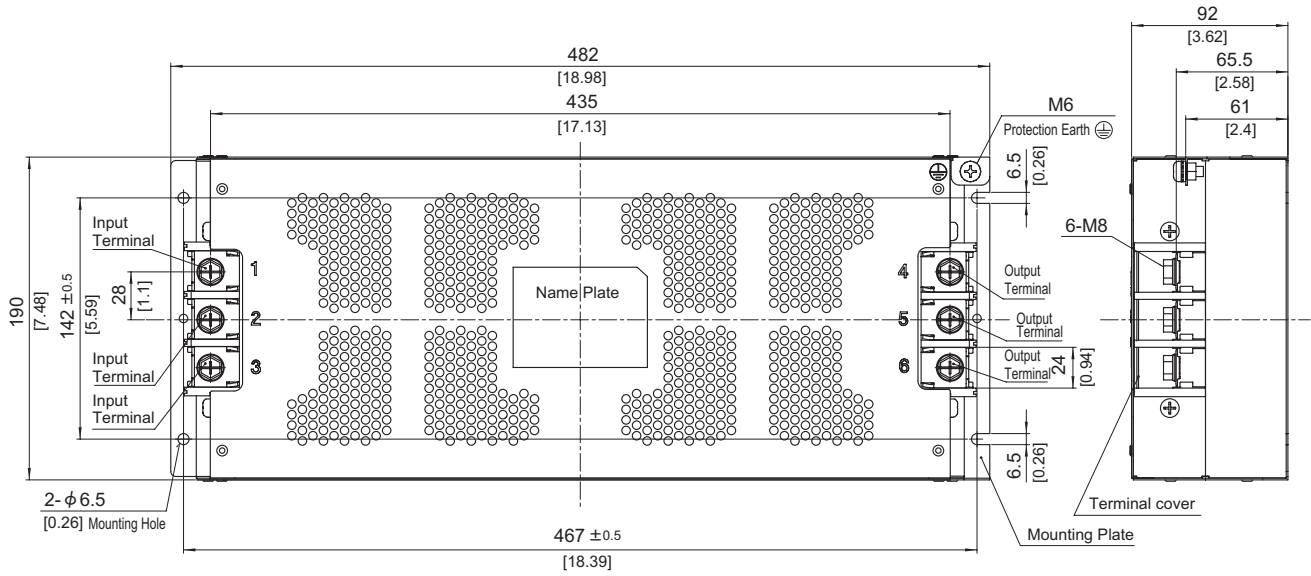 482
[18.98]
435
[17.13]
M6
Protection Earth
6.5
[0.26]
92
[3.62]
65.5
[2.58]
61
[2.4]
190
[7.48]
142 ±0.5
[5.59]
28
[1.1]
Input
Terminal
1
2
3
Input
Terminal
Input
Terminal
Name Plate
4
5
6
Output
Terminal
Output
Terminal
Output
Terminal
24
[0.94]
6.5
[0.26]
6-M8
2-ϕ6.5
[0.26] Mounting Hole
467 ±0.5
[18.39]
Mounting Plate
Terminal cover